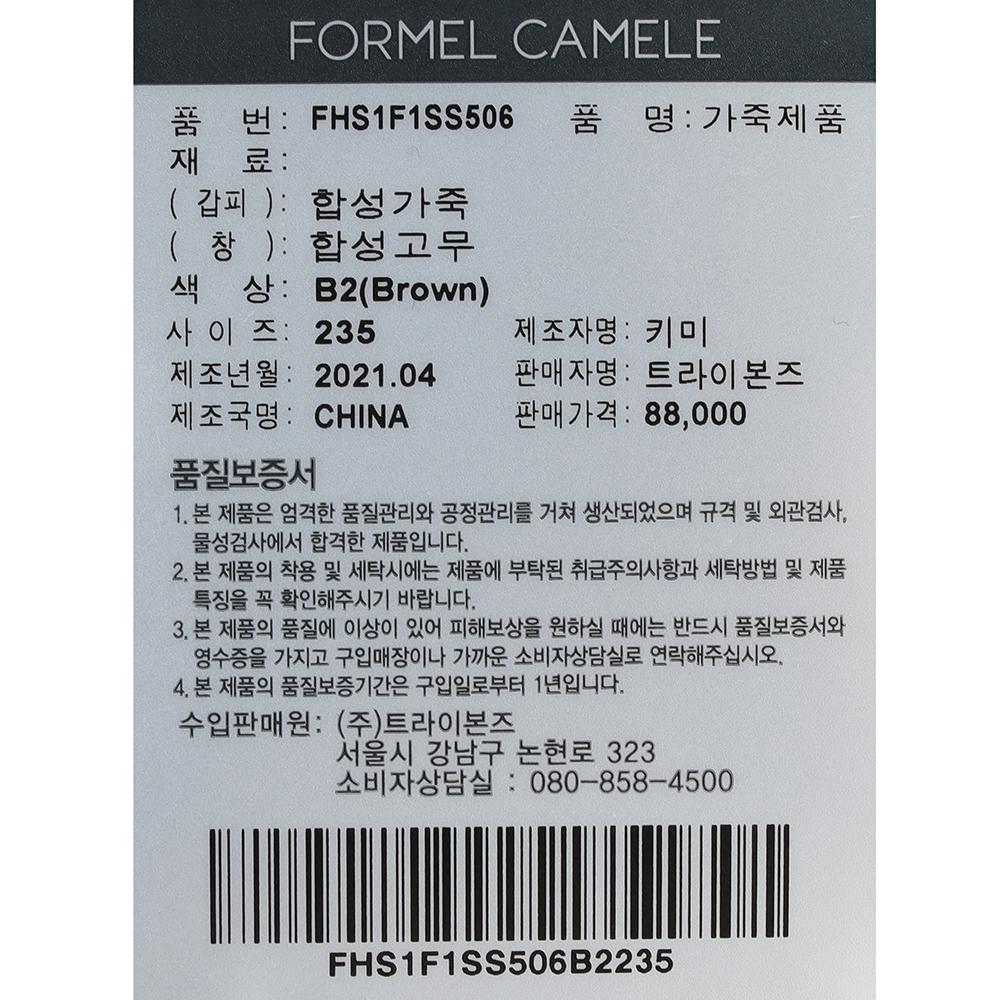 FORMEL CAMELE
품 번: FHS1F1SS506 품 명: 가죽제품
재 료:
( 갑피 ): 합성가죽
( 창 ): 합성고무
색 상: B2(Brown)
사 이 즈: 235 제조자명: 키미
제조년월: 2021.04 판매자명: 트라이본즈
제조국명: CHINA 판매가격: 88,000
품질보증서
1. 본 제품은 엄격한 품질관리와 공정관리를 거쳐 생산되었으며 규격 및 외관검사,
물성검사에서 합격한 제품입니다.
2. 본 제품의 착용 및 세탁시에는 제품에 부탁된 취급주의사항과 세탁방법 및 제품
특징을 꼭 확인해주시기 바랍니다.
3. 본 제품의 품질에 이상이 있어 피해보상을 원하실 때에는 반드시 품질보증서와
영수증을 가지고 구입매장이나 가까운 소비자상담실로 연락해주십시오.
4. 본 제품의 품질보증기간은 구입일로부터 1년입니다.
수입판매원: (주)트라이본즈
서울시 강남구 논현로 323
소비자상담실 : 080-858-4500
FHS1F1SS506B2235